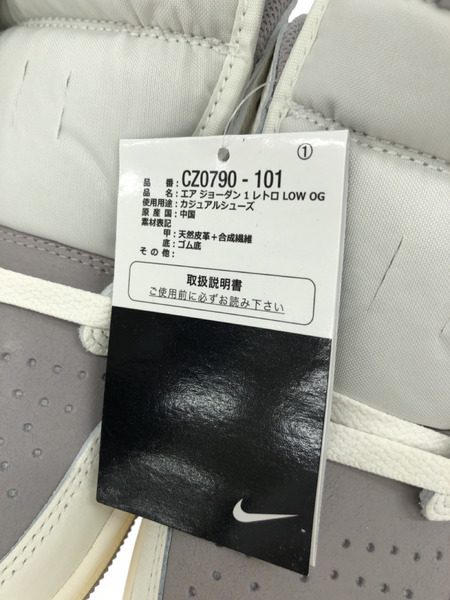 ①
品番：CZ0790-101
品名：エア ジョーダン 1 レトロ LOW OG
使用用途：カジュアルシューズ
原産国：中国
素材表記
甲：天然皮革＋合成繊維
底：ゴム底
その他：
取扱説明書
ご使用前に必ずお読み下さい